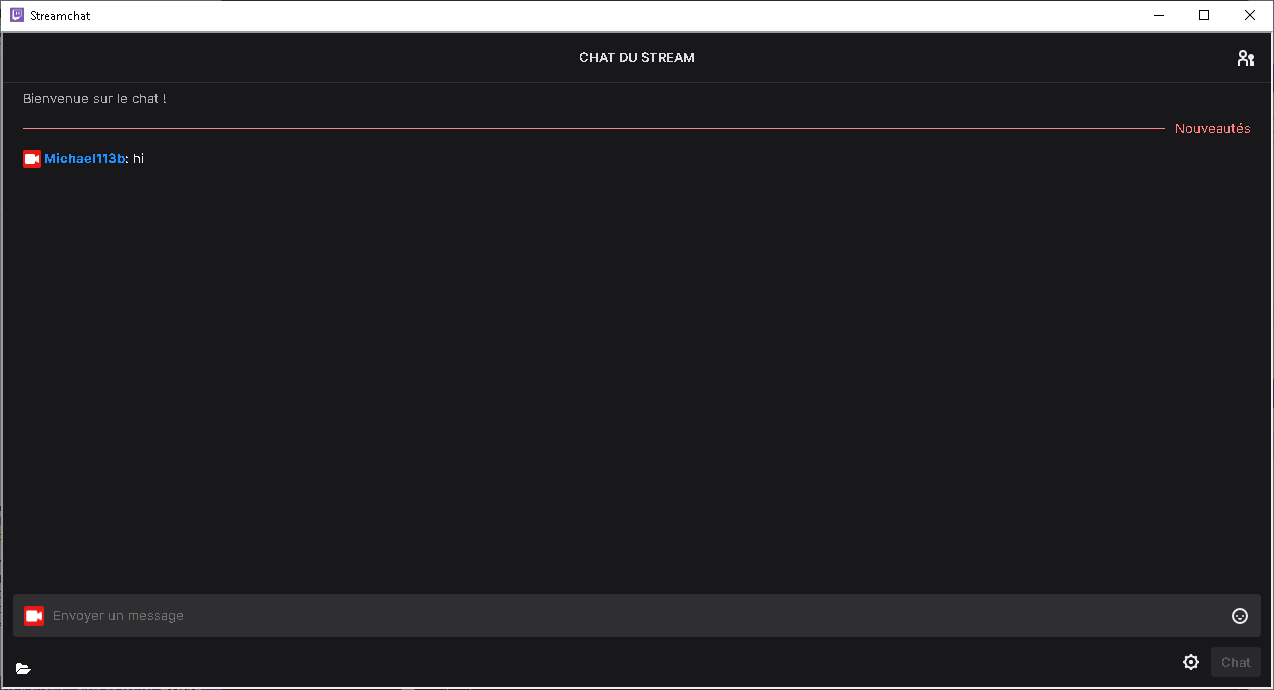 Streamchat
CHAT DU STREAM
Bienvenue sur le chat !
Nouveautés
Michael113b: hi
Envoyer un message
Chat